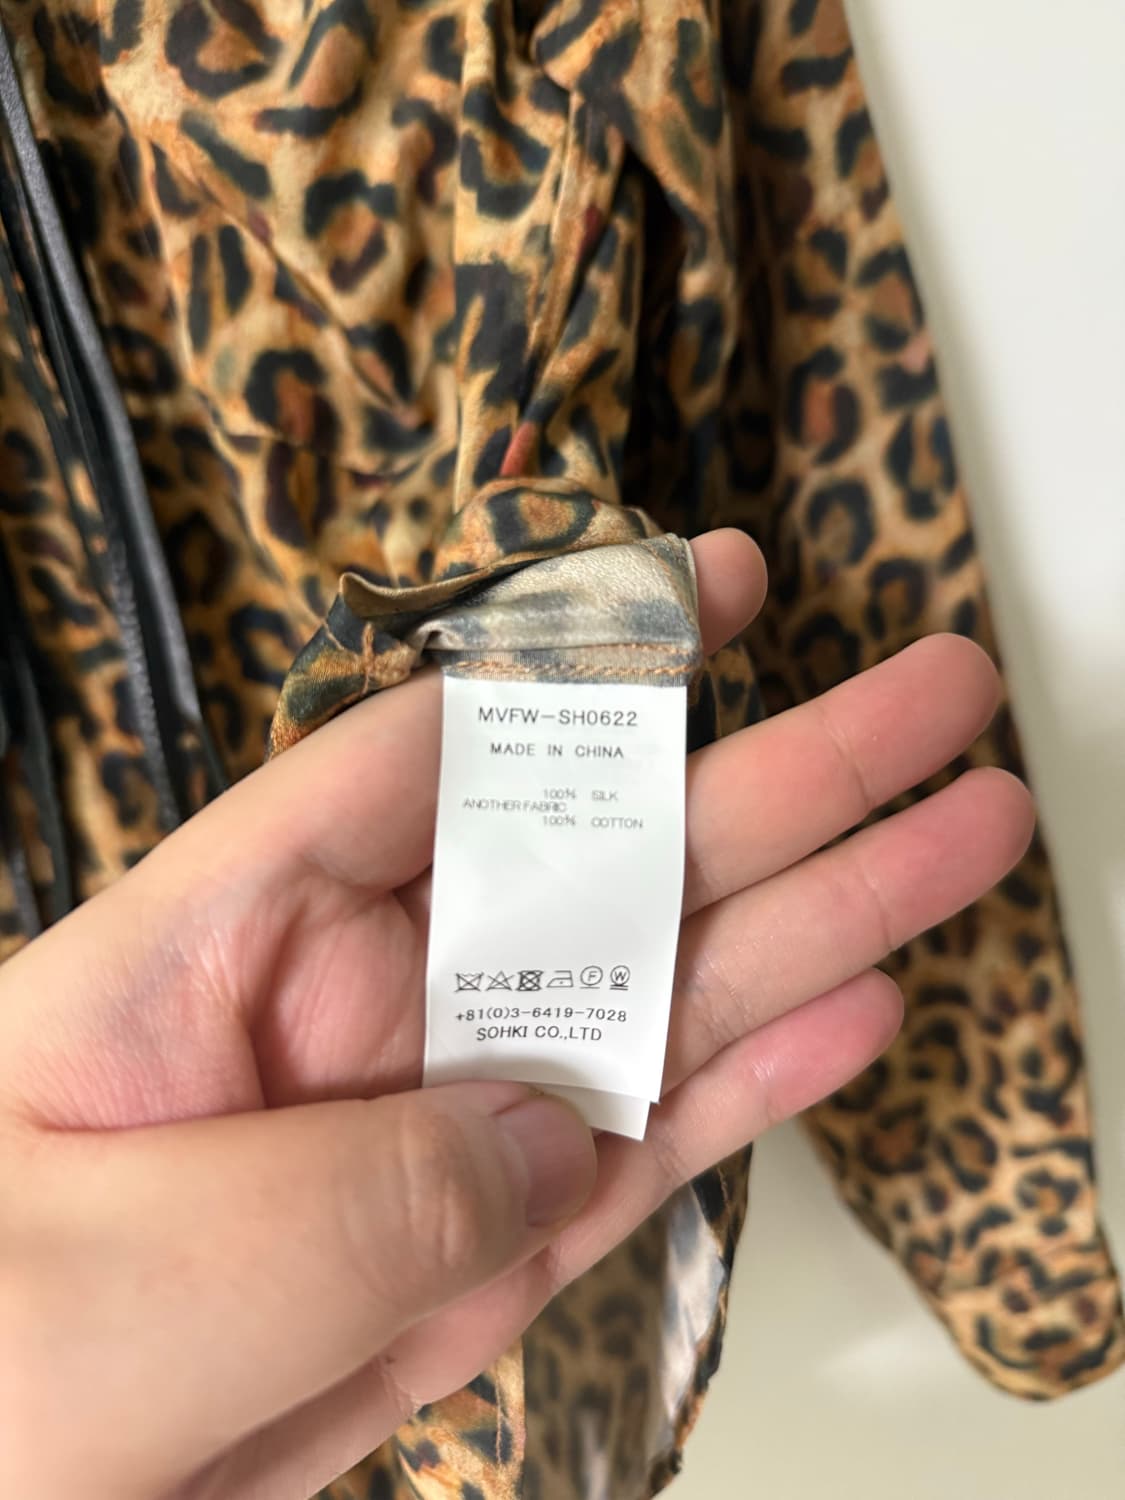 MVFW-SH0622
MADE IN CHINA
100% SILK
ANOTHER FABRIC
100% COTTON
F W
+81(0)3-6419-7028
SOHKI CO.,LTD